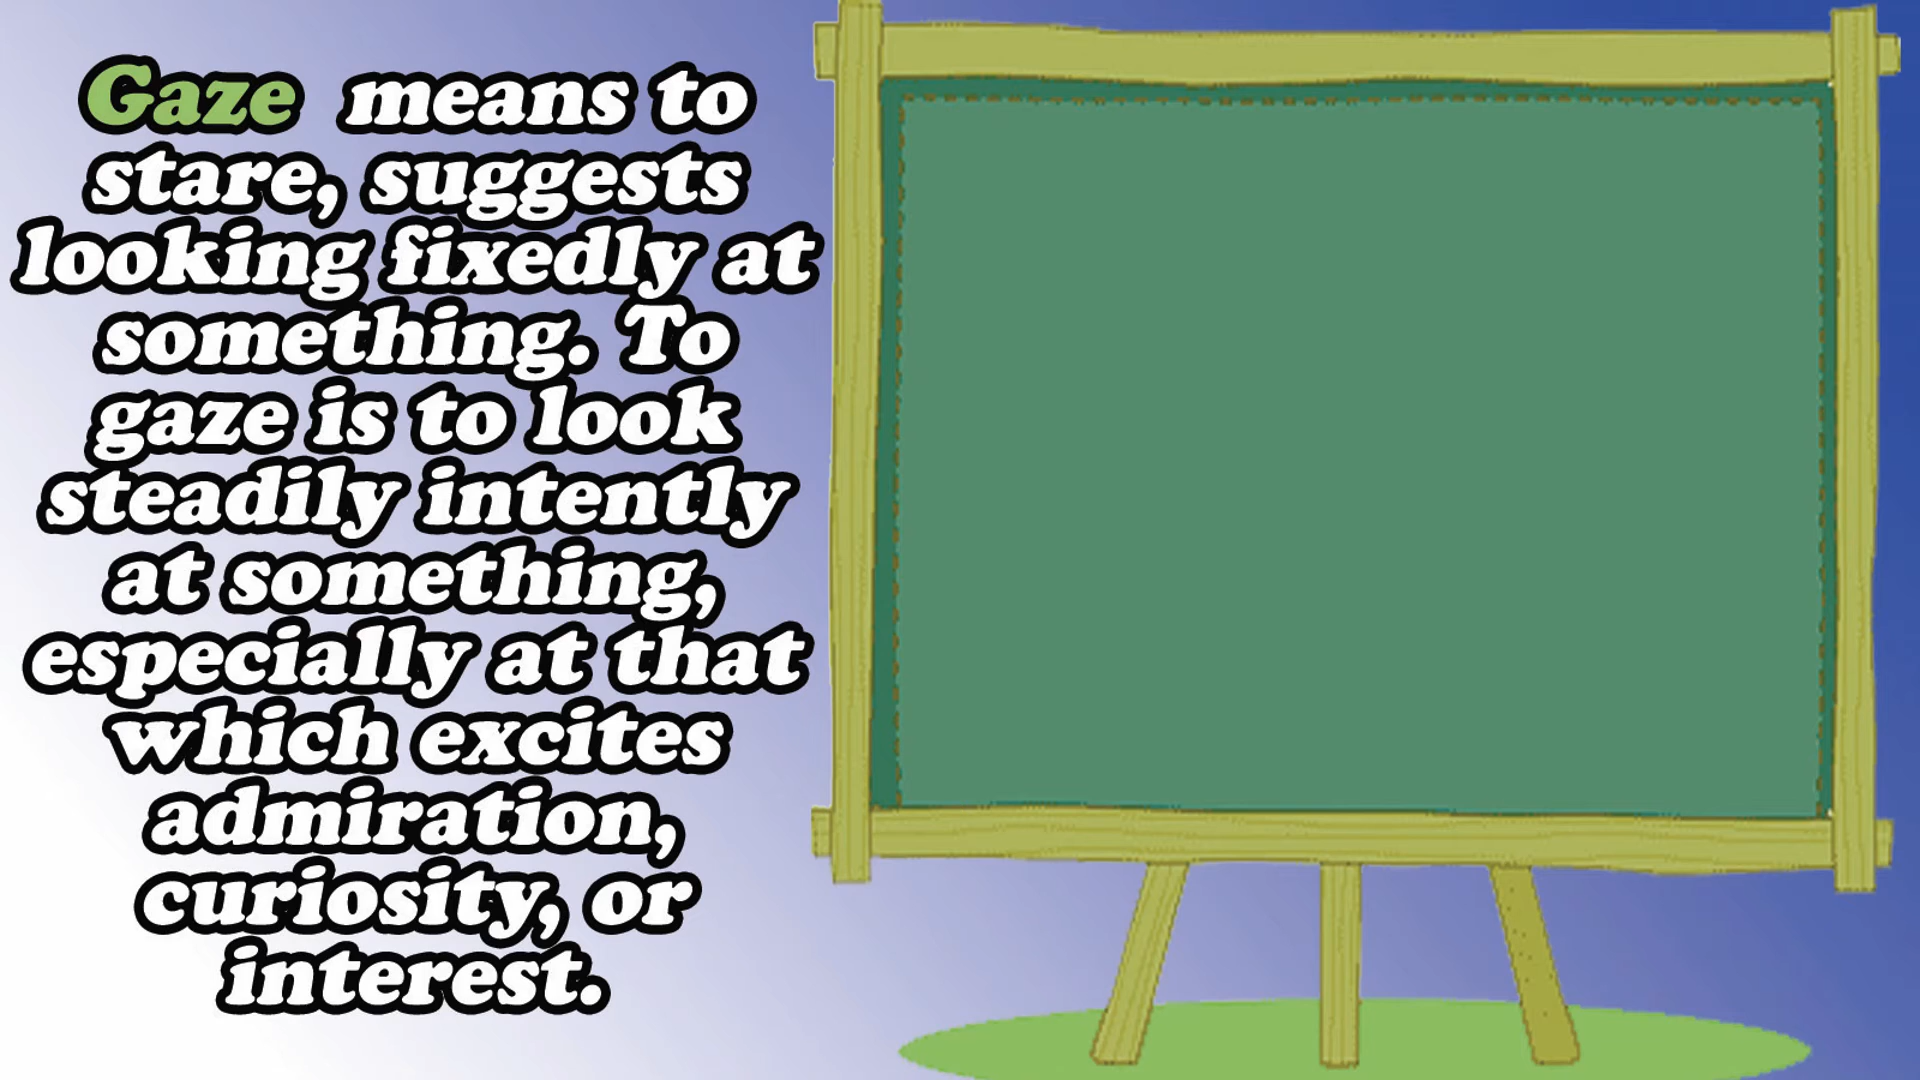 Gaze means to
stare, suggests
looking fixedly at
something. To
gaze is to look
steadily intently
at something,
especially at that
which excites
admiration,
curiosity, or
interest.